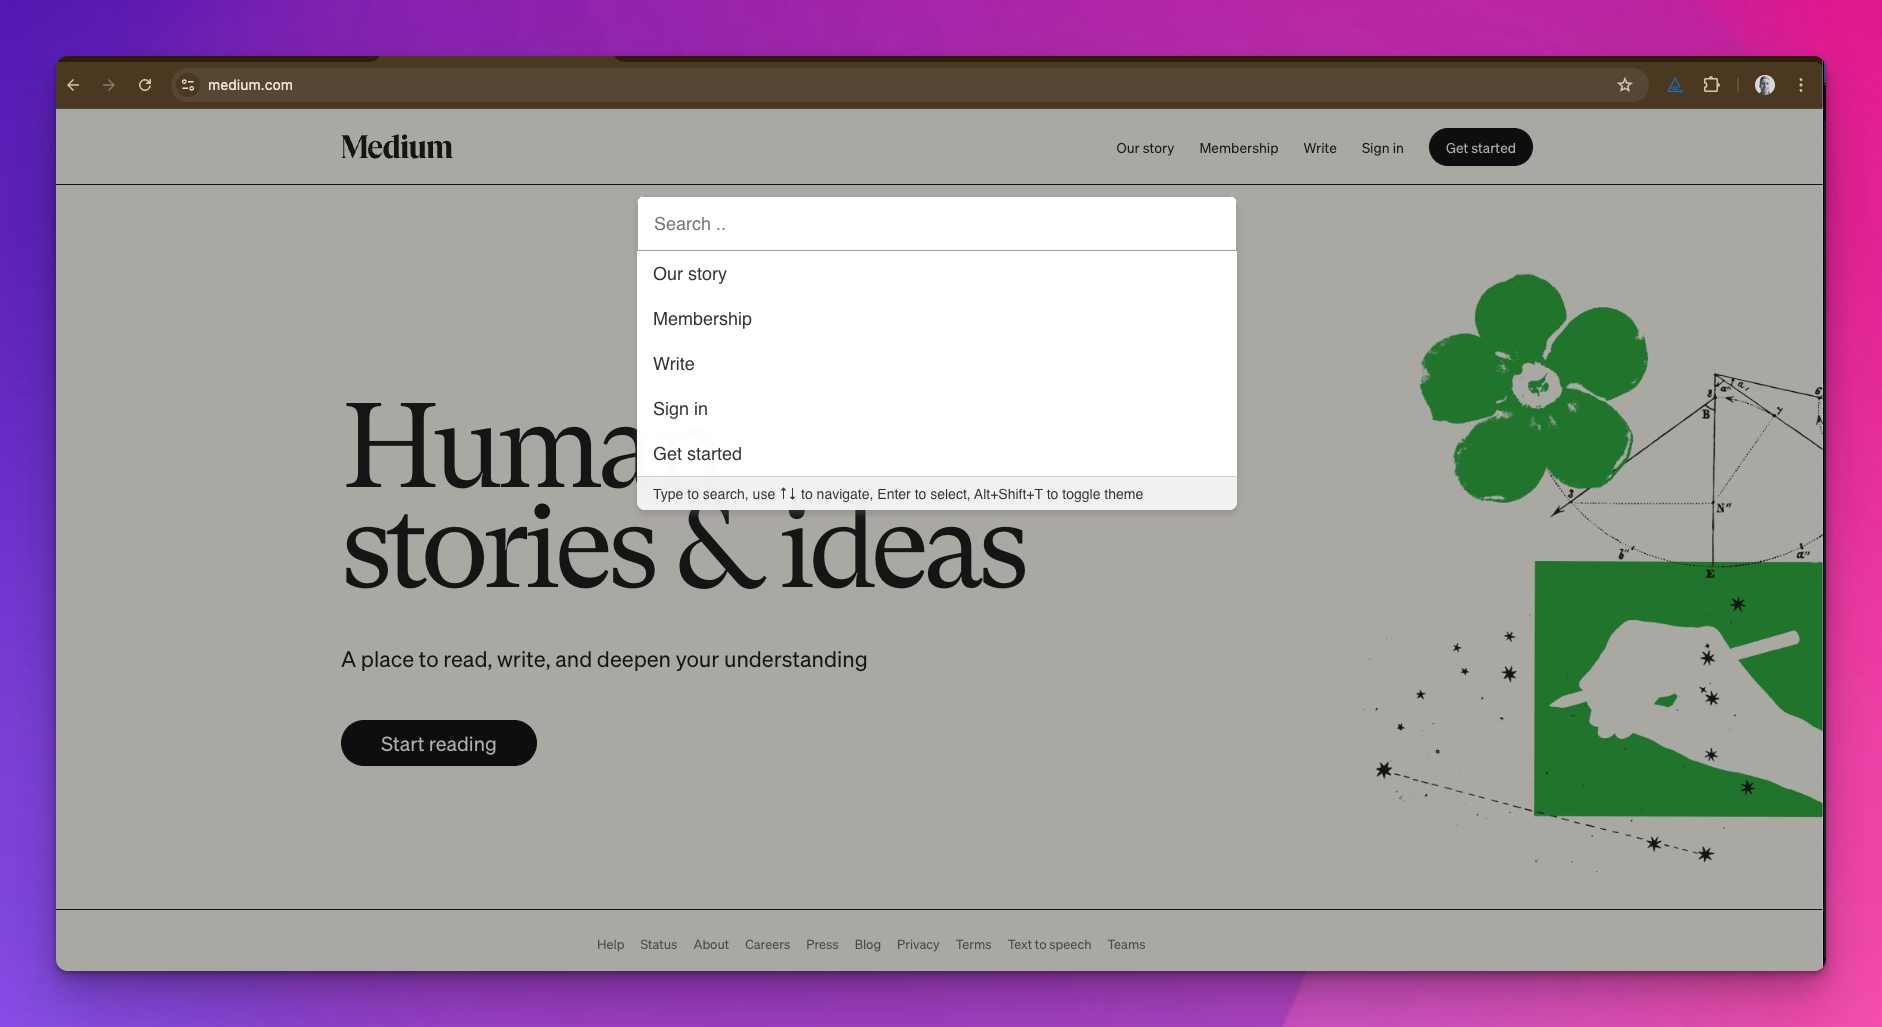 medium.com
Medium
Our story
Membership
Write
Sign in
Get started
Search ..
Our story
Membership
Write
Sign in
Get started
Type to search, use ↑↓ to navigate, Enter to select, Alt+Shift+T to toggle theme
stories & ideas
A place to read, write, and deepen your understanding
Start reading
B
N"
b"
a"
E
Help
Status
About
Careers
Press
Blog
Privacy
Terms
Text to speech
Teams